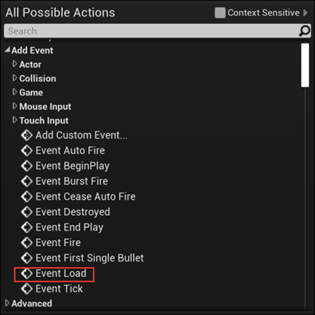 All Possible Actions
Context Sensitive
Search
Add Event
Actor
Collision
Game
Mouse Input
Touch Input
Add Custom Event...
Event Auto Fire
Event BeginPlay
Event Burst Fire
Event Cease Auto Fire
Event Destroyed
Event End Play
Event Fire
Event First Single Bullet
Event Load
Event Tick
Advanced